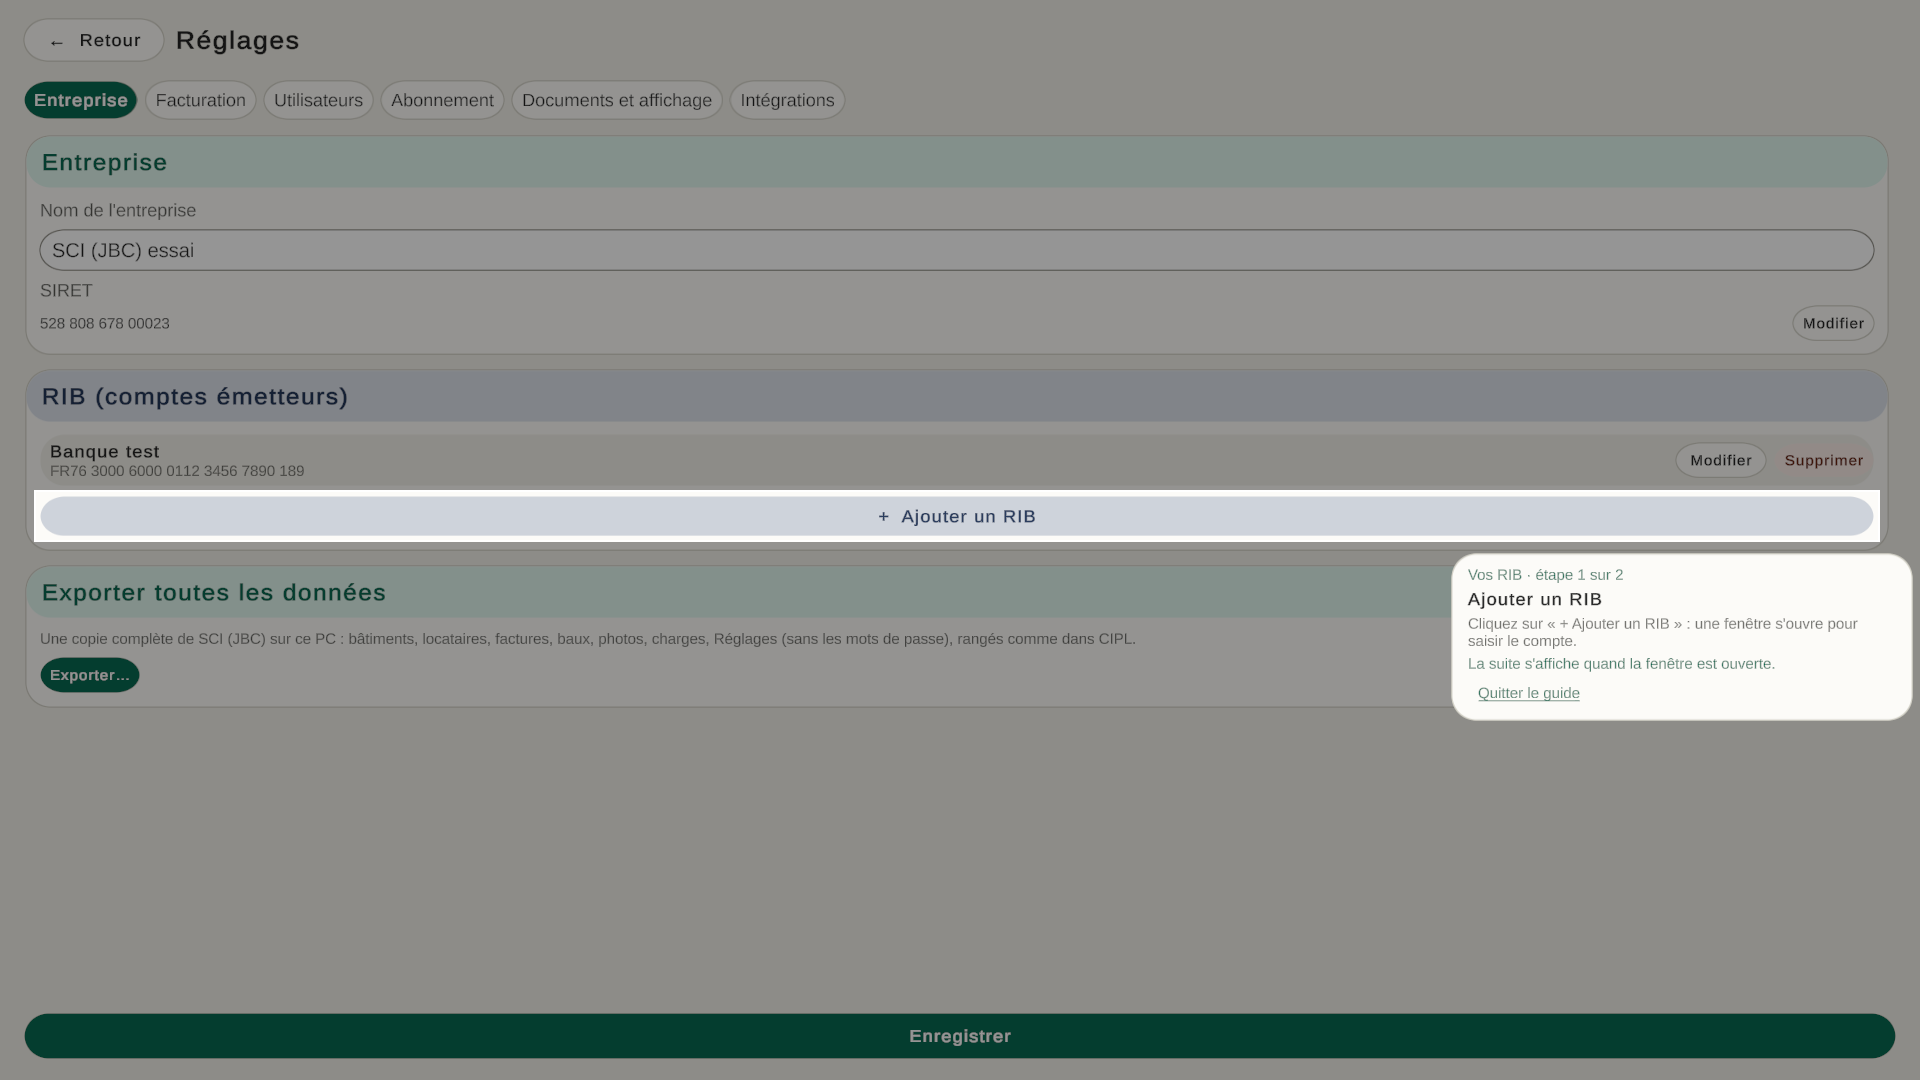 ← Retour
Réglages
Entreprise
Facturation
Utilisateurs
Abonnement
Documents et affichage
Intégrations
Entreprise
Nom de l'entreprise
SCI (JBC) essai
SIRET
528 808 678 00023
Modifier
RIB (comptes émetteurs)
Banque test
FR76 3000 6000 0112 3456 7890 189
Modifier
Supprimer
+ Ajouter un RIB
Exporter toutes les données
Une copie complète de SCI (JBC) sur ce PC : bâtiments, locataires, factures, baux, photos, charges, Réglages (sans les mots de passe), rangés comme dans CIPL.
Exporter...
Vos RIB · étape 1 sur 2
Ajouter un RIB
Cliquez sur « + Ajouter un RIB » : une fenêtre s'ouvre pour
saisir le compte.
La suite s'affiche quand la fenêtre est ouverte.
Quitter le guide
Enregistrer